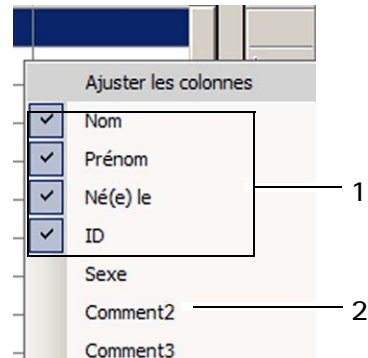 Ajuster les colonnes
Nom
Prénom
Né(e) le
1
ID
Sexe
Comment2
2
Comment3